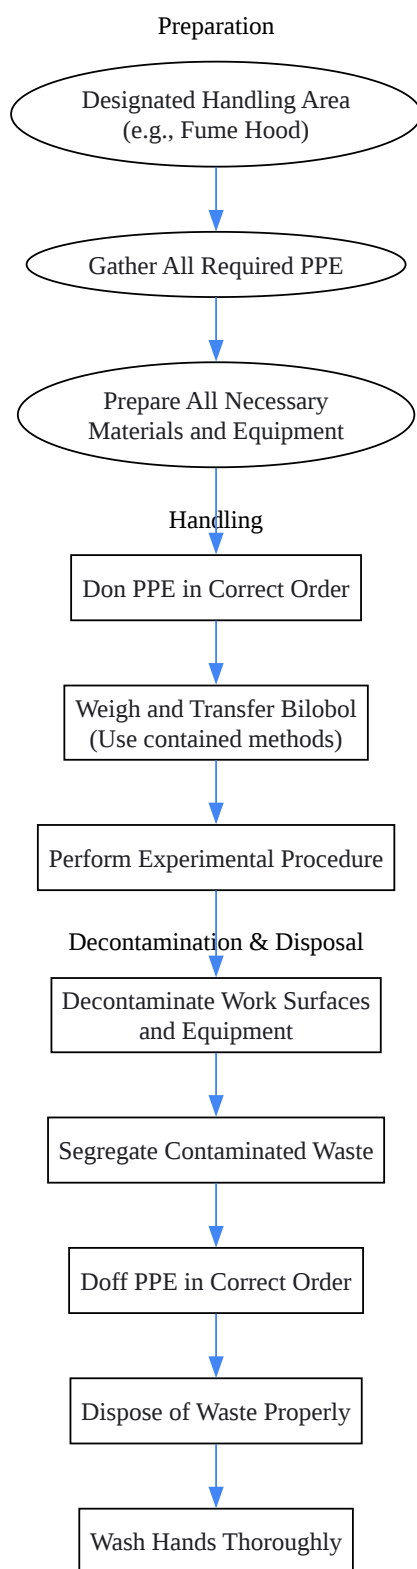 Preparation
Designated Handling Area
(e.g., Fume Hood)
Gather All Required PPE
Prepare All Necessary
Materials and Equipment
Handling
Don PPE in Correct Order
Weigh and Transfer Bilobol
(Use contained methods)
Perform Experimental Procedure
Decontamination & Disposal
Decontaminate Work Surfaces
and Equipment
Segregate Contaminated Waste
Doff PPE in Correct Order
Dispose of Waste Properly
Wash Hands Thoroughly